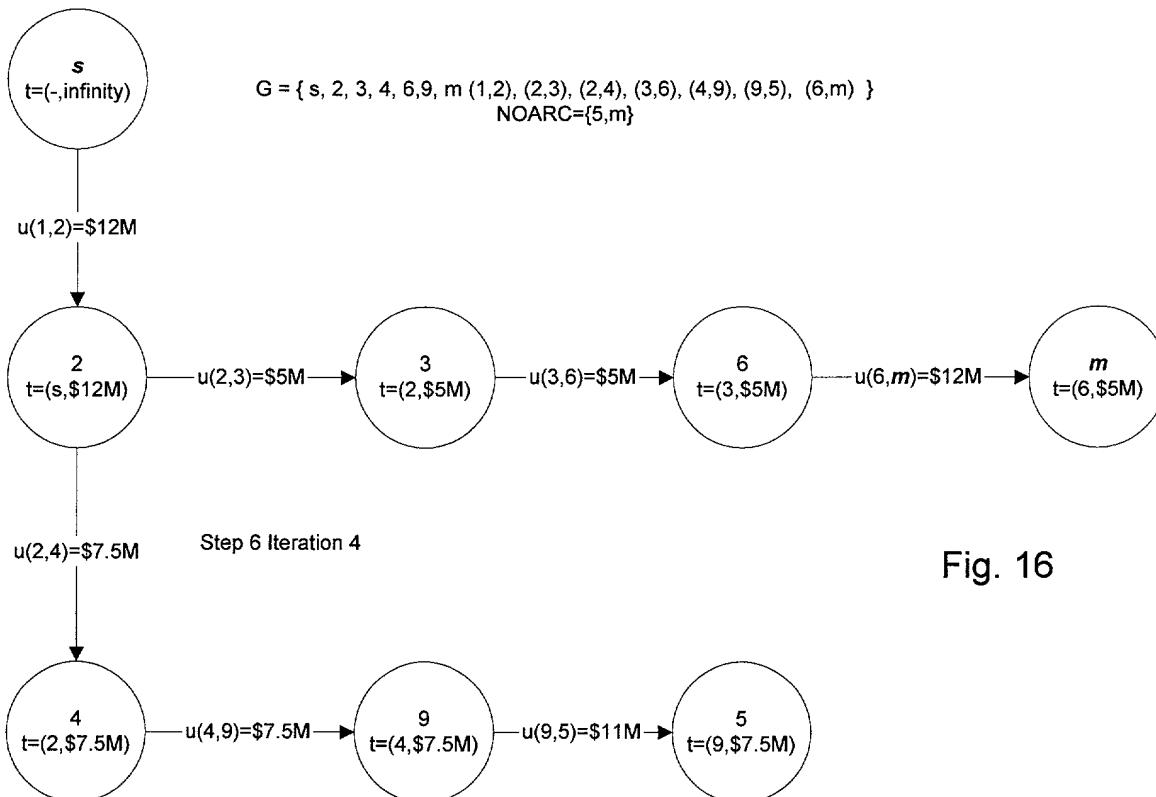 s
t=(-,infinity)
G = { s, 2, 3, 4, 6,9, m (1,2), (2,3), (2,4), (3,6), (4,9), (9,5), (6,m) }
NOARC={5,m}
u(1,2)=$12M
2
t=(s,$12M)
u(2,3)=$5M
3
t=(2,$5M)
u(3,6)=$5M
6
t=(3,$5M)
u(6,m)=$12M
m
t=(6,$5M)
u(2,4)=$7.5M
Step 6 Iteration 4
Fig. 16
4
t=(2,$7.5M)
u(4,9)=$7.5M
9
t=(4,$7.5M)
u(9,5)=$11M
5
t=(9,$7.5M)